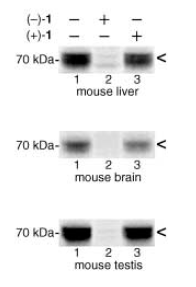 (–)-1 – + –
(+)-1 – – +
70 kDa- <
1 2 3
mouse liver
70 kDa- <
1 2 3
mouse brain
70 kDa- <
1 2 3
mouse testis